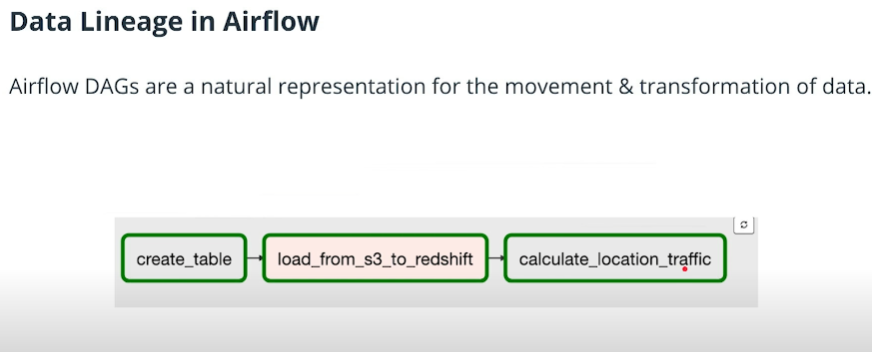 Data Lineage in Airflow
Airflow DAGs are a natural representation for the movement & transformation of data.
create_table load_from_s3_to_redshift calculate_location_traffic